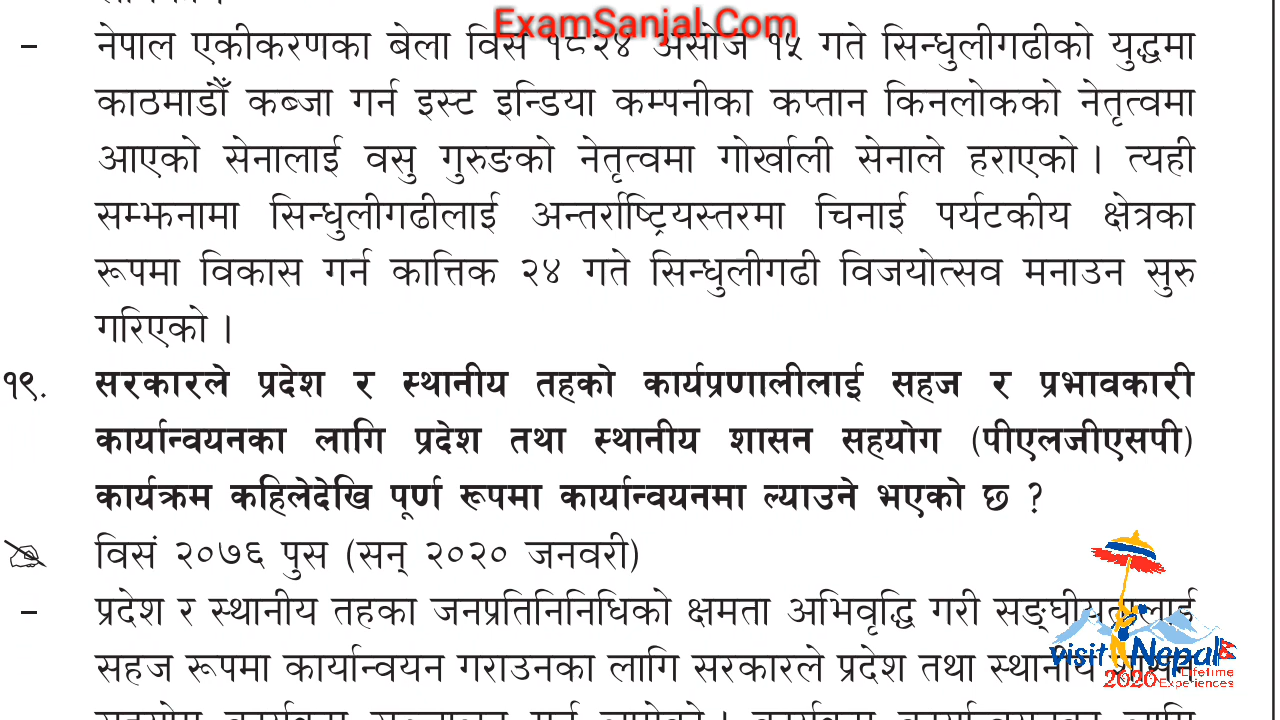 ExamSanjal.Com
– नेपाल एकीकरणका बेला विसं १८२४ असोज १५ गते सिन्धुलीगढीको युद्धमा
काठमाडौँ कब्जा गर्न इस्ट इन्डिया कम्पनीका कप्तान किनलोकको नेतृत्वमा
आएको सेनालाई वसु गुरुङको नेतृत्वमा गोर्खाली सेनाले हराएको । त्यही
सम्झनामा सिन्धुलीगढीलाई अन्तर्राष्ट्रियस्तरमा चिनाई पर्यटकीय क्षेत्रका
रूपमा विकास गर्न कात्तिक २४ गते सिन्धुलीगढी विजयोत्सव मनाउन सुरु
गरिएको ।
१९. सरकारले प्रदेश र स्थानीय तहको कार्यप्रणालीलाई सहज र प्रभावकारी
कार्यान्वयनका लागि प्रदेश तथा स्थानीय शासन सहयोग (पीएलजीएसपी)
कार्यक्रम कहिलेदेखि पूर्ण रूपमा कार्यान्वयनमा ल्याउने भएको छ ?
विसं २०७६ पुस (सन् २०२० जनवरी)
– प्रदेश र स्थानीय तहका जनप्रतिनिनिधिको क्षमता अभिवृद्धि गरी सङ्घीयतालाई
सहज रूपमा कार्यान्वयन गराउनका लागि सरकारले प्रदेश तथा स्थानीय शासन
visit Nepal
2020 Lifetime Experiences